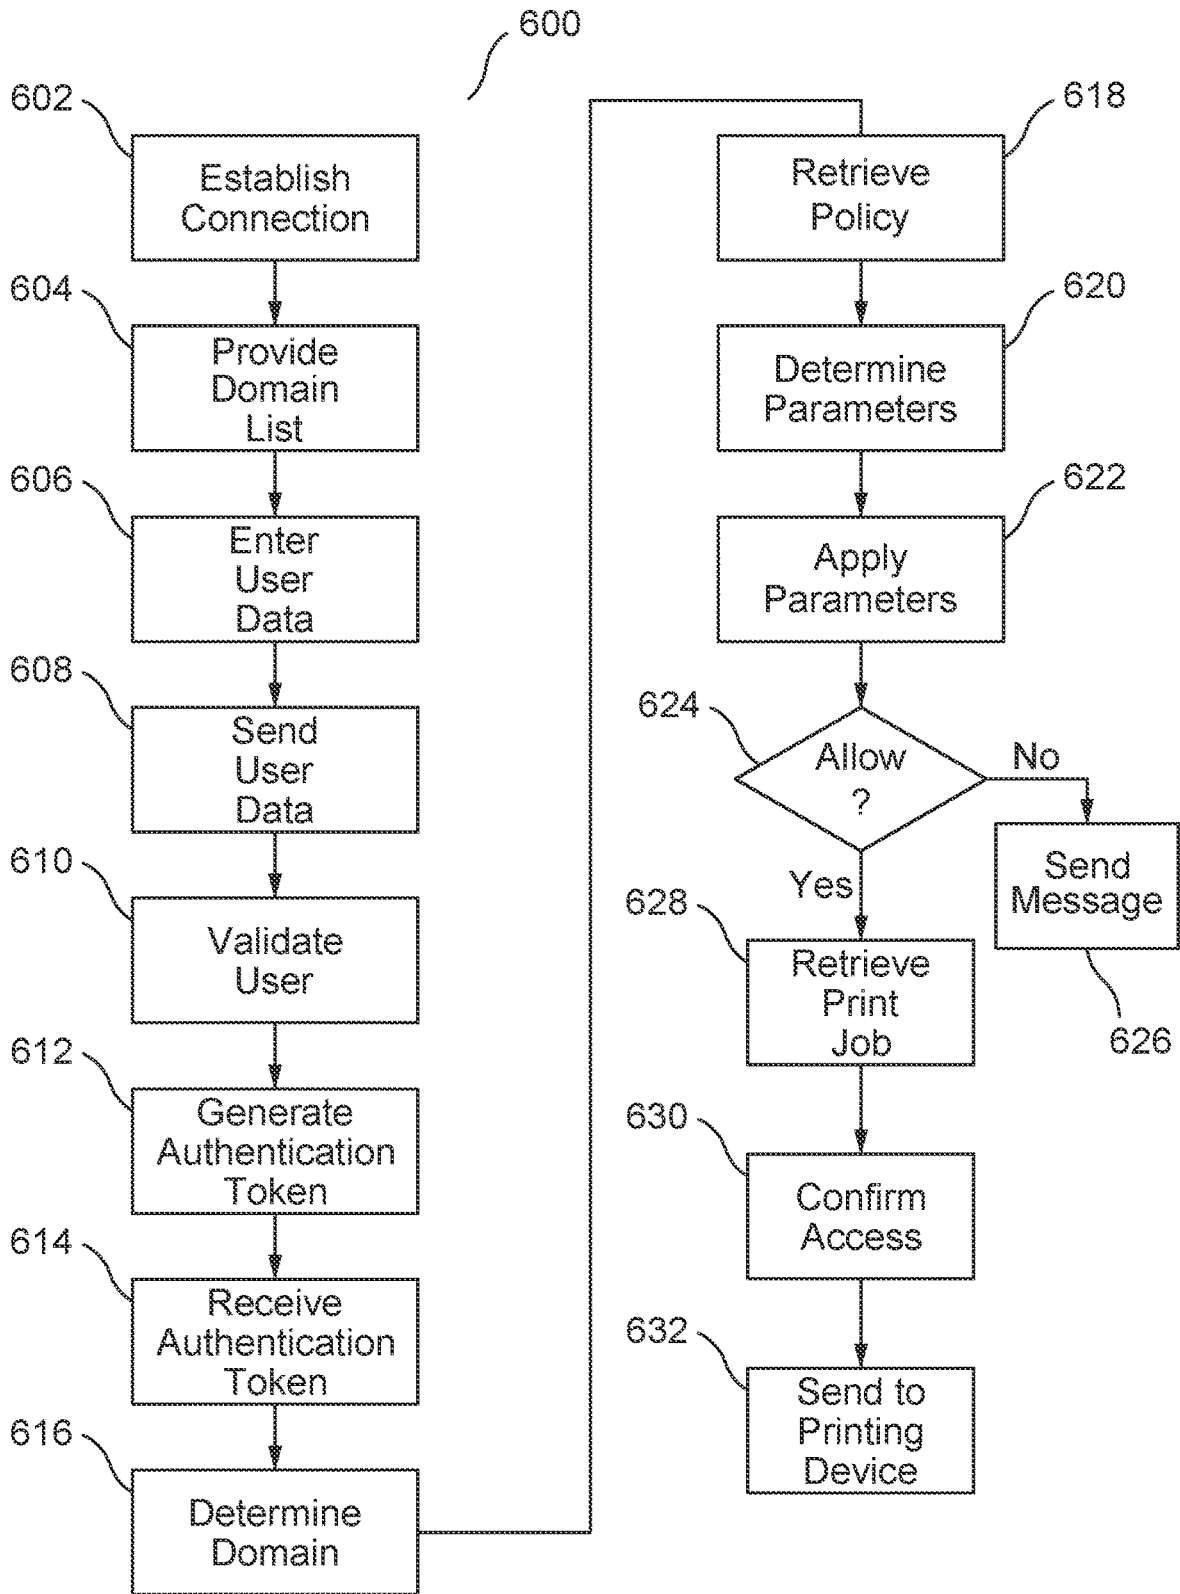 600
602
Establish
Connection
604
Provide
Domain
List
606
Enter
User
Data
608
Send
User
Data
610
Validate
User
612
Generate
Authentication
Token
614
Receive
Authentication
Token
616
Determine
Domain
618
Retrieve
Policy
620
Determine
Parameters
622
Apply
Parameters
624
Allow
?
No
Send
Message
626
Yes
628
Retrieve
Print
Job
630
Confirm
Access
632
Send to
Printing
Device